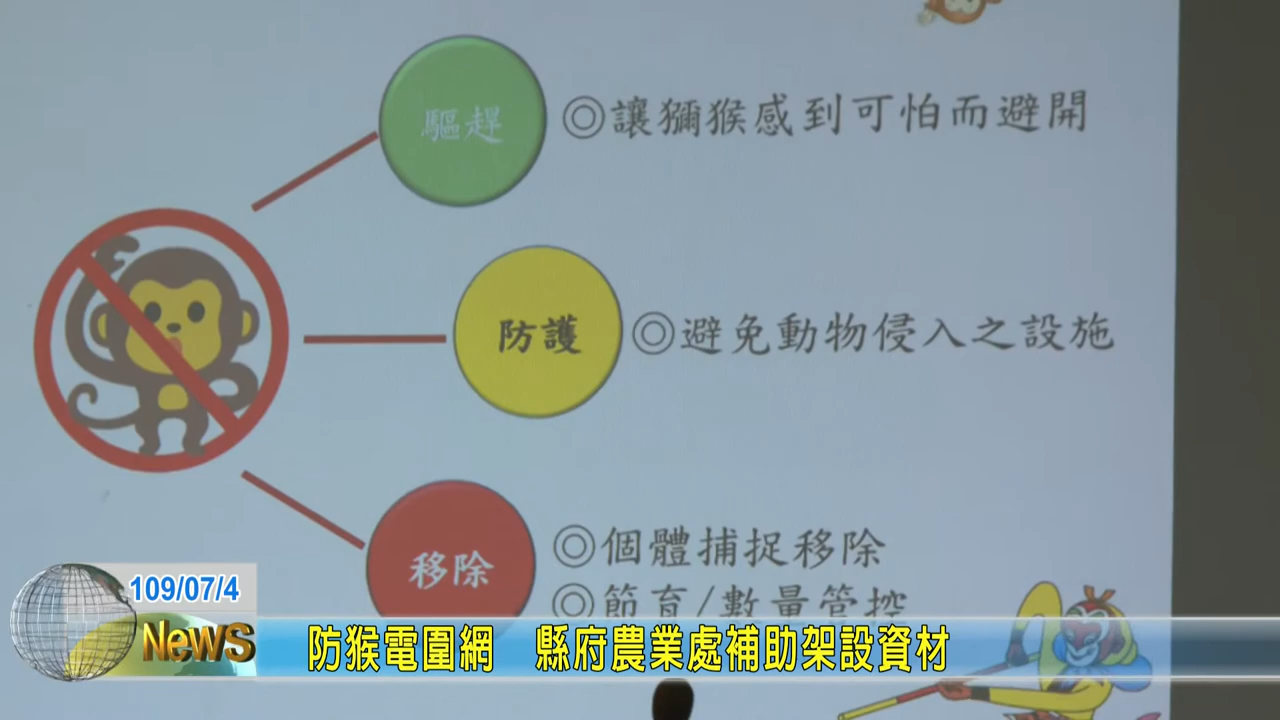 驅趕
◎讓獼猴感到可怕而避開
防護
◎避免動物侵入之設施
移除
◎個體捕捉移除
◎節育/數量管控
109/07/4
NewS
防猴電圍網 縣府農業處補助架設資材